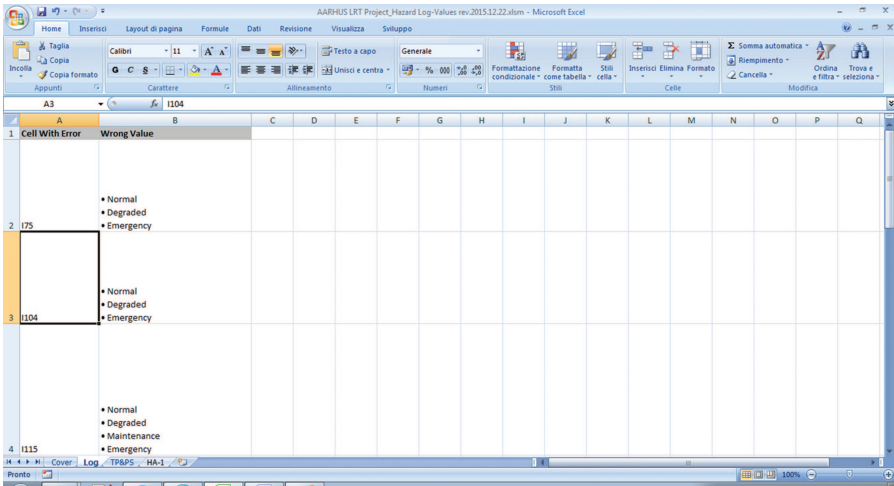 AARHUS LRT Project_Hazard Log-Values rev.2015.12.22.xlsm - Microsoft Excel
Home Inserisci Layout di pagina Formule Dati Revisione Visualizza Sviluppo
Incolla
Taglia
Copia
Copia formato
Appunti
Calibri 11 A A
G C S A
Carattere
Testo a capo
Unisci e centra
Allineamento
Generale
% 000
Numeri
Formattazione condizionale
Formatta come tabella
Stili cella
Stili
Inserisci Elimina Formato
Celle
Σ Somma automatica
Riempimento
Cancella
Ordina e filtra
Trova e seleziona
Modifica
A3 fx I104
A B C D E F G H I J K L M N O P Q
1 Cell With Error Wrong Value
• Normal
• Degraded
2 I75 • Emergency
• Normal
• Degraded
3 I104 • Emergency
• Normal
• Degraded
• Maintenance
4 I115 • Emergency
Cover Log TP&PS HA-1
Pronto 100%